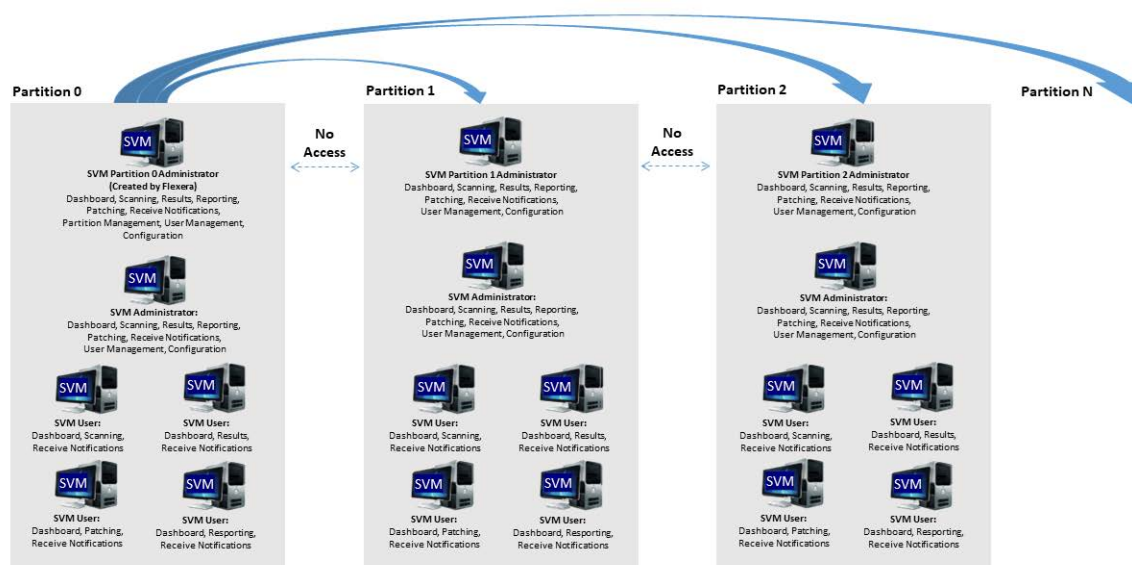 Partition 0
SVM
SVM Partition 0 Administrator
(Created by Flexera)
Dashboard, Scanning, Results, Reporting,
Patching, Receive Notifications,
Partition Management, User Management,
Configuration
SVM
SVM Administrator:
Dashboard, Scanning, Results, Reporting,
Patching, Receive Notifications,
User Management, Configuration
SVM
SVM User:
Dashboard, Scanning,
Receive Notifications
SVM
SVM User:
Dashboard, Results,
Receive Notifications
SVM
SVM User:
Dashboard, Patching,
Receive Notifications
SVM
SVM User:
Dashboard, Resporting,
Receive Notifications
No
Access
Partition 1
SVM
SVM Partition 1 Administrator
Dashboard, Scanning, Results, Reporting,
Patching, Receive Notifications,
User Management, Configuration
SVM
SVM Administrator:
Dashboard, Scanning, Results, Reporting,
Patching, Receive Notifications,
User Management, Configuration
SVM
SVM User:
Dashboard, Scanning,
Receive Notifications
SVM
SVM User:
Dashboard, Results,
Receive Notifications
SVM
SVM User:
Dashboard, Patching,
Receive Notifications
SVM
SVM User:
Dashboard, Resporting,
Receive Notifications
No
Access
Partition 2
SVM
SVM Partition 2 Administrator
Dashboard, Scanning, Results, Reporting,
Patching, Receive Notifications,
User Management, Configuration
SVM
SVM Administrator:
Dashboard, Scanning, Results, Reporting,
Patching, Receive Notifications,
User Management, Configuration
SVM
SVM User:
Dashboard, Scanning,
Receive Notifications
SVM
SVM User:
Dashboard, Results,
Receive Notifications
SVM
SVM User:
Dashboard, Patching,
Receive Notifications
SVM
SVM User:
Dashboard, Resporting,
Receive Notifications
Partition N